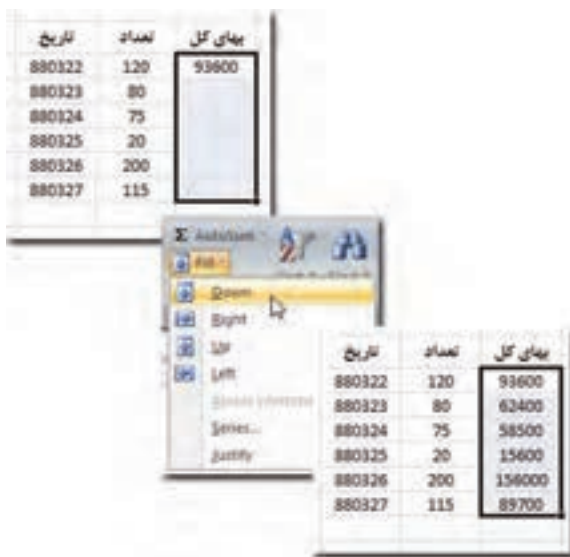 تاریخ تعداد بهای کل
880322 120 93600
880323 80
880324 75
880325 20
880326 200
880327 115
Σ AutoSum
Fill
Down
Right
Up
Left
Series...
Justify
تاریخ تعداد بهای کل
880322 120 93600
880323 80 62400
880324 75 58500
880325 20 15600
880326 200 156000
880327 115 89700